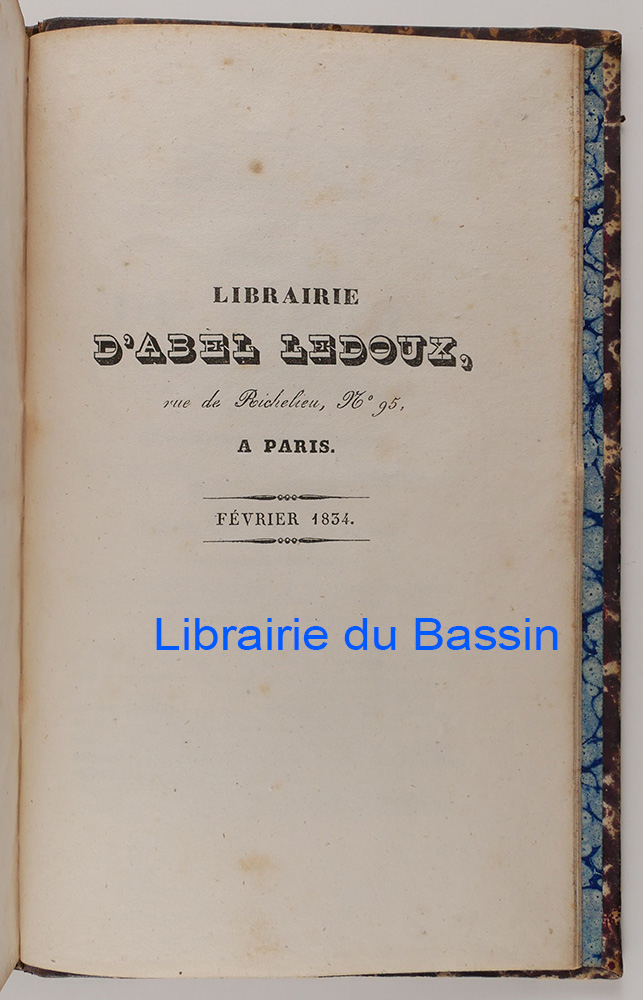 LIBRAIRIE
D'ABEL LEDOUX,
rue de Richelieu, N° 95,
A PARIS.
FÉVRIER 1834.
Librairie du Bassin